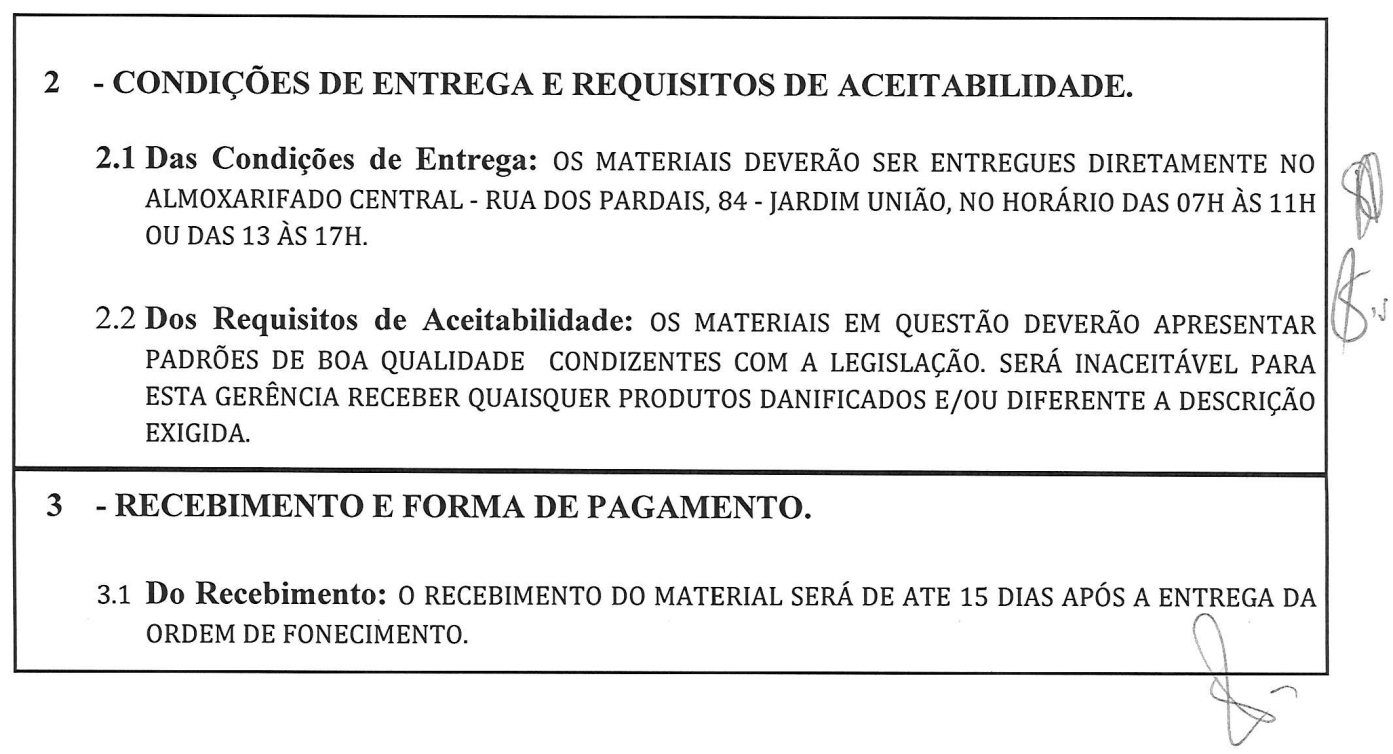 2 - CONDIÇÕES DE ENTREGA E REQUISITOS DE ACEITABILIDADE.
2.1 Das Condições de Entrega: OS MATERIAIS DEVERÃO SER ENTREGUES DIRETAMENTE NO
ALMOXARIFADO CENTRAL - RUA DOS PARDAIS, 84 - JARDIM UNIÃO, NO HORÁRIO DAS 07H ÀS 11H
OU DAS 13 ÀS 17H.
2.2 Dos Requisitos de Aceitabilidade: OS MATERIAIS EM QUESTÃO DEVERÃO APRESENTAR
PADRÕES DE BOA QUALIDADE CONDIZENTES COM A LEGISLAÇÃO. SERÁ INACEITÁVEL PARA
ESTA GERÊNCIA RECEBER QUAISQUER PRODUTOS DANIFICADOS E/OU DIFERENTE A DESCRIÇÃO
EXIGIDA.
3 - RECEBIMENTO E FORMA DE PAGAMENTO.
3.1 Do Recebimento: O RECEBIMENTO DO MATERIAL SERÁ DE ATE 15 DIAS APÓS A ENTREGA DA
ORDEM DE FONECIMENTO.